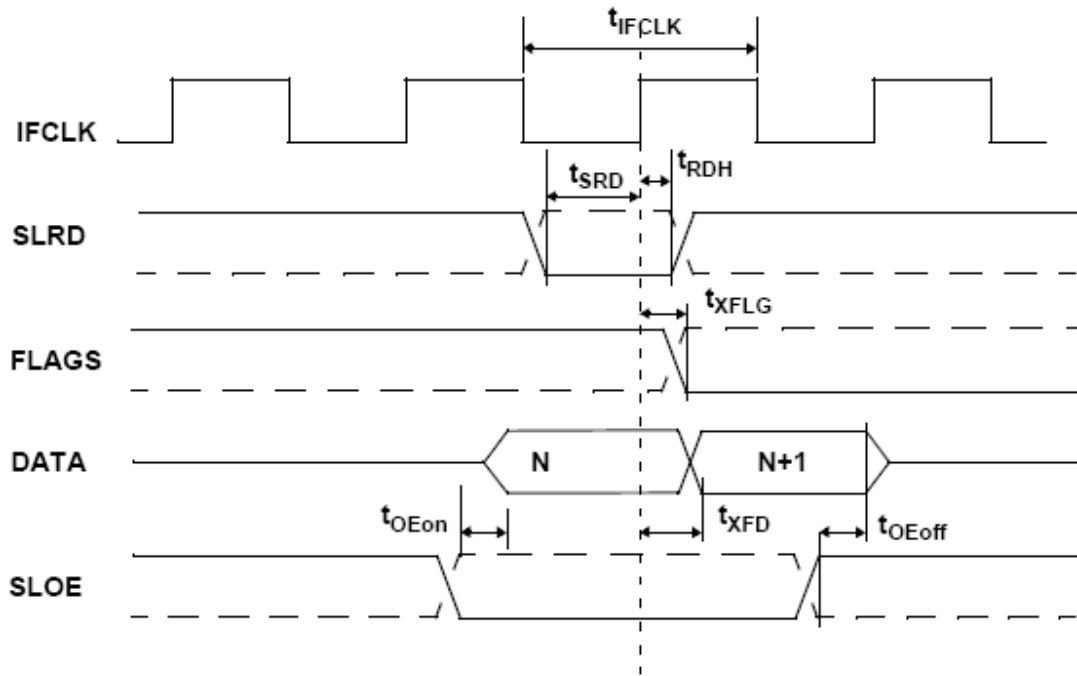 tIFCLK
IFCLK
tSRD
tRDH
SLRD
tXFLG
FLAGS
DATA
N
N+1
tOEon
tXFD
tOEoff
SLOE